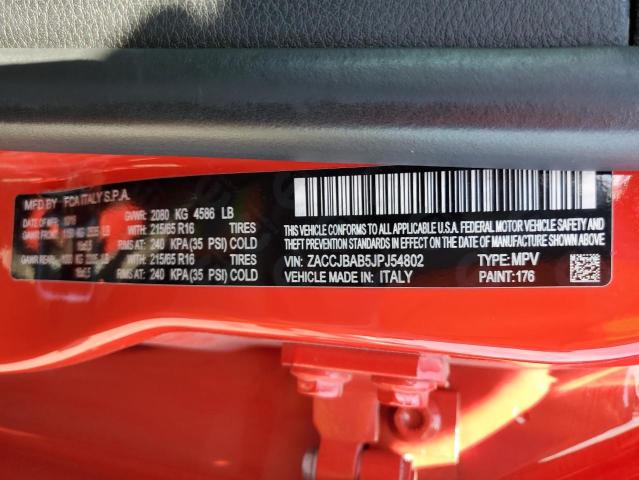 MFD BY: FCA ITALY S.P.A.
GVWR: 2080 KG 4586 LB
WITH: 215/65 R16 TIRES
RIMS AT: 240 KPA(35 PSI) COLD
GAWR REAR:
WITH: 215/65 R16 TIRES
RIMS AT: 240 KPA(35 PSI) COLD
THIS VEHICLE CONFORMS TO ALL APPLICABLE U.S.A. FEDERAL MOTOR VEHICLE SAFETY AND
THEFT PREVENTION STANDARDS IN EFFECT ON THE DATE OF MANUFACTURE SHOWN ABOVE.
VIN: ZACCJBAB5JPJ54802 TYPE: MPV
VEHICLE MADE IN: ITALY PAINT: 176